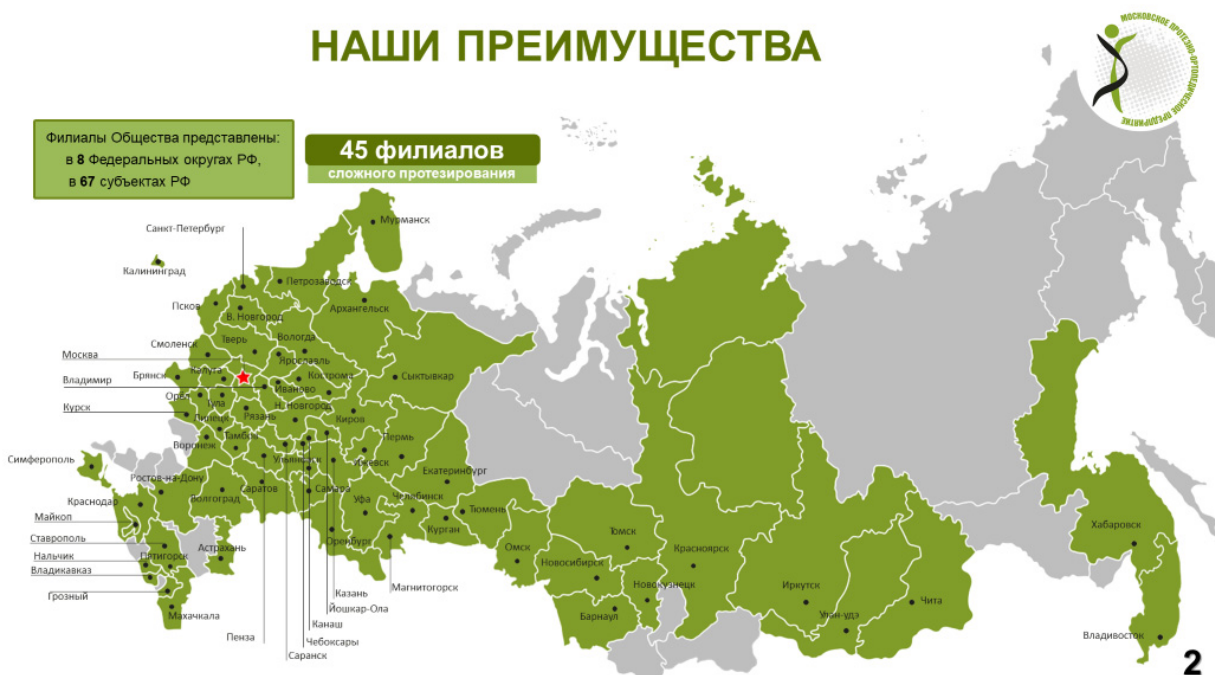 НАШИ ПРЕИМУЩЕСТВА
МОСКОВСКОЕ ПРОТЕЗНО-ОРТОПЕДИЧЕСКОЕ ПРЕДПРИЯТИЕ
Филиалы Общества представлены:
в 8 Федеральных округах РФ,
в 67 субъектах РФ
45 филиалов
сложного протезирования
Мурманск
Санкт-Петербург
Калининград
Петрозаводск
Псков
В. Новгород
Архангельск
Смоленск
Тверь
Вологда
Москва
Ярославль
Брянск
Калуга
Кострома
Сыктывкар
Владимир
Иваново
Орел
Тула
Курск
Липецк
Рязань
Н. Новгород
Киров
Воронеж
Тамбов
Пермь
Симферополь
Ульяновск
Ижевск
Екатеринбург
Ростов-на-Дону
Волгоград
Саратов
Самара
Уфа
Челябинск
Тюмень
Краснодар
Майкоп
Ставрополь
Оренбург
Курган
Нальчик
Пятигорск
Астрахань
Владикавказ
Грозный
Махачкала
Магнитогорск
Казань
Йошкар-Ола
Канаш
Чебоксары
Пенза
Саранск
Омск
Томск
Новосибирск
Красноярск
Новокузнецк
Барнаул
Иркутск
Улан-удэ
Чита
Хабаровск
Владивосток
2